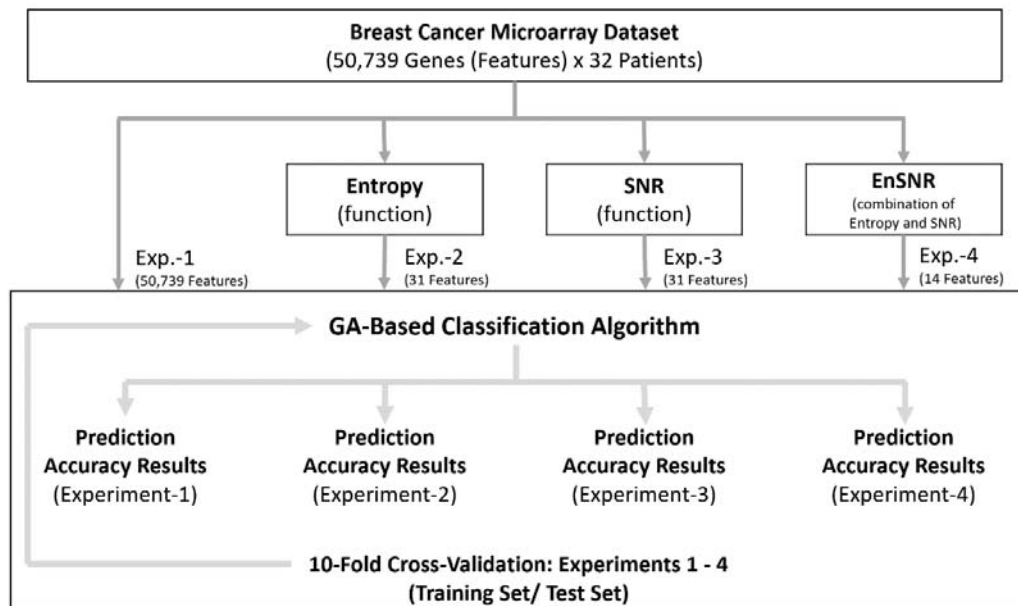 Breast Cancer Microarray Dataset
(50,739 Genes (Features) x 32 Patients)
Entropy
(function)
SNR
(function)
EnSNR
(combination of
Entropy and SNR)
Exp.-1
(50,739 Features)
Exp.-2
(31 Features)
Exp.-3
(31 Features)
Exp.-4
(14 Features)
GA-Based Classification Algorithm
Prediction
Accuracy Results
(Experiment-1)
Prediction
Accuracy Results
(Experiment-2)
Prediction
Accuracy Results
(Experiment-3)
Prediction
Accuracy Results
(Experiment-4)
10-Fold Cross-Validation: Experiments 1 - 4
(Training Set/ Test Set)